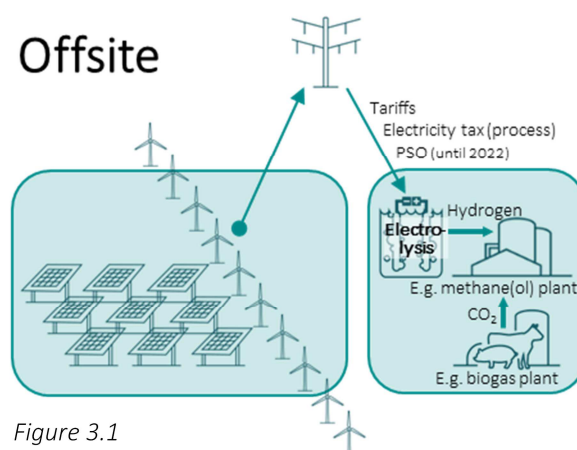 Offsite
Tariffs
Electricity tax (process)
PSO (until 2022)
Hydrogen
Electro-
lysis
E.g. methane(ol) plant
CO₂
E.g. biogas plant
Figure 3.1